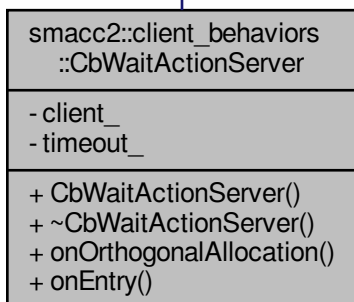 smacc2::client_behaviors
::CbWaitActionServer
- client_
- timeout_
+ CbWaitActionServer()
+ ~CbWaitActionServer()
+ onOrthogonalAllocation()
+ onEntry()